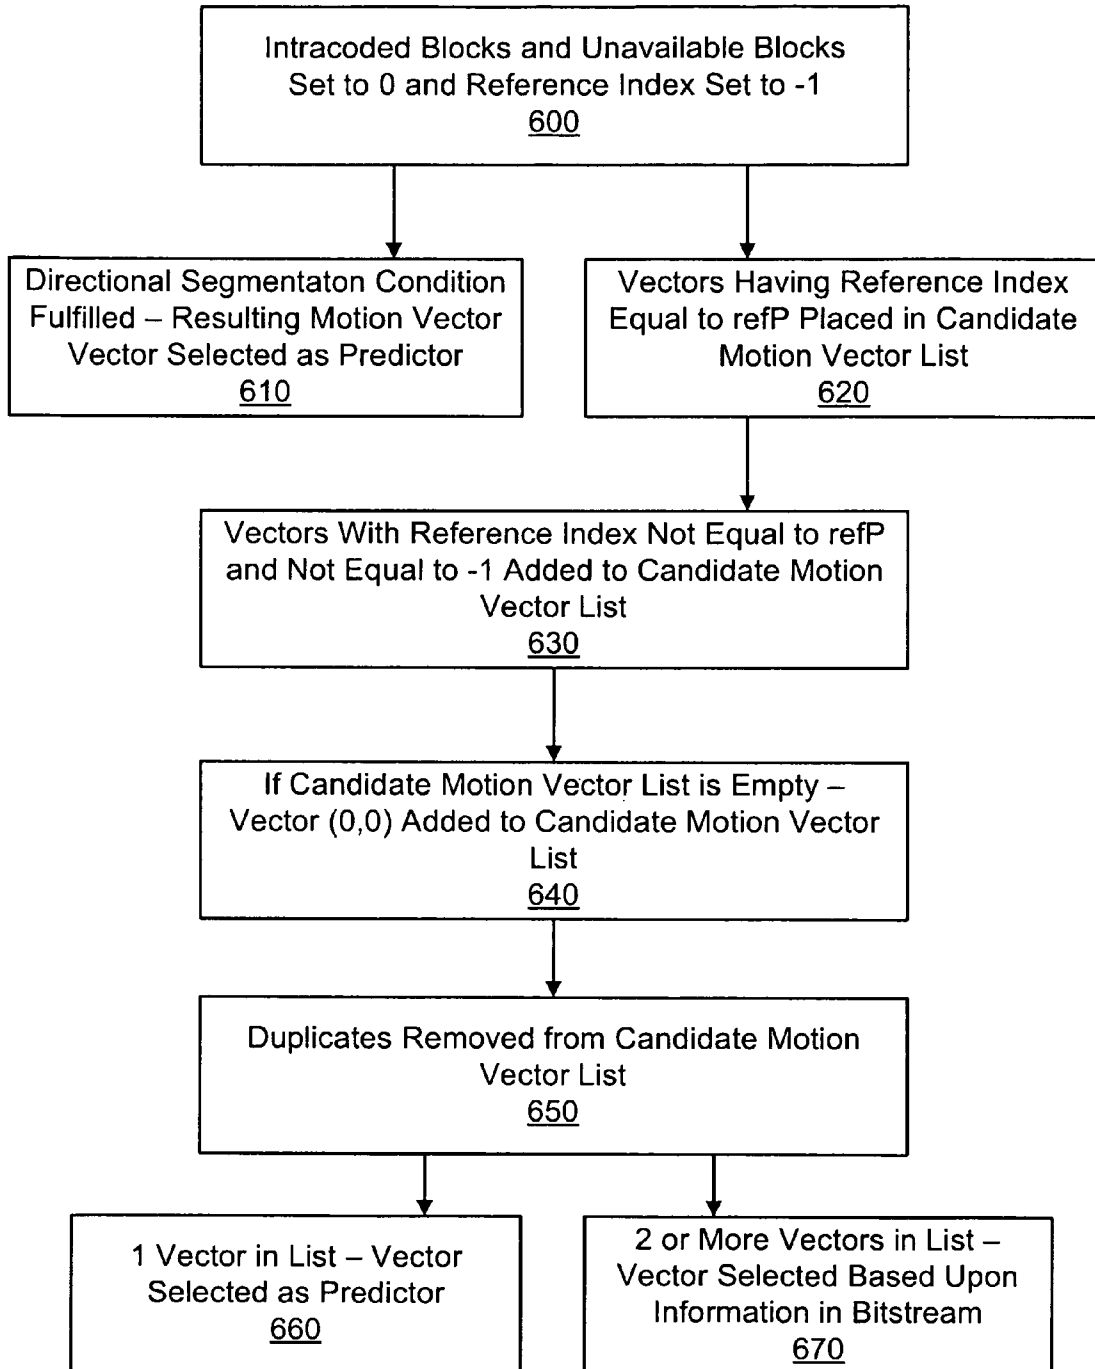 Intracoded Blocks and Unavailable Blocks
Set to 0 and Reference Index Set to -1
600
Directional Segmentaton Condition
Fulfilled – Resulting Motion Vector
Vector Selected as Predictor
610
Vectors Having Reference Index
Equal to refP Placed in Candidate
Motion Vector List
620
Vectors With Reference Index Not Equal to refP
and Not Equal to -1 Added to Candidate Motion
Vector List
630
If Candidate Motion Vector List is Empty –
Vector (0,0) Added to Candidate Motion Vector
List
640
Duplicates Removed from Candidate Motion
Vector List
650
1 Vector in List – Vector
Selected as Predictor
660
2 or More Vectors in List –
Vector Selected Based Upon
Information in Bitstream
670